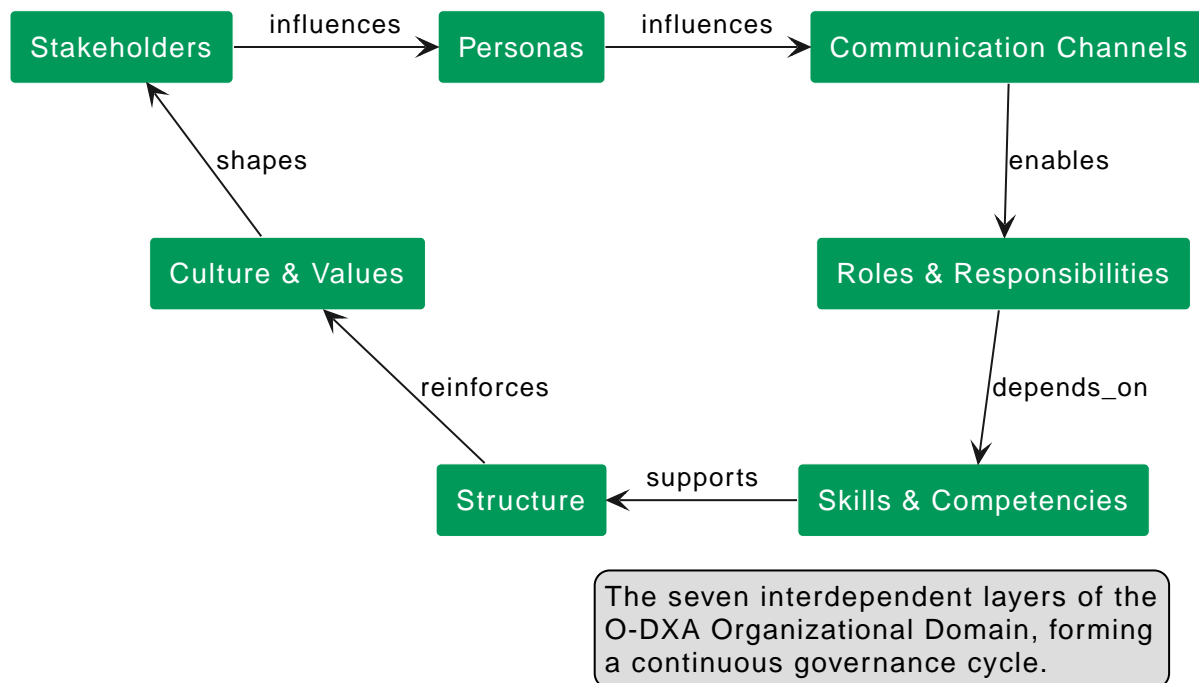 Stakeholders
influences
Personas
influences
Communication Channels
shapes
enables
Culture & Values
Roles & Responsibilities
reinforces
depends_on
Structure
supports
Skills & Competencies
The seven interdependent layers of the
O-DXA Organizational Domain, forming
a continuous governance cycle.